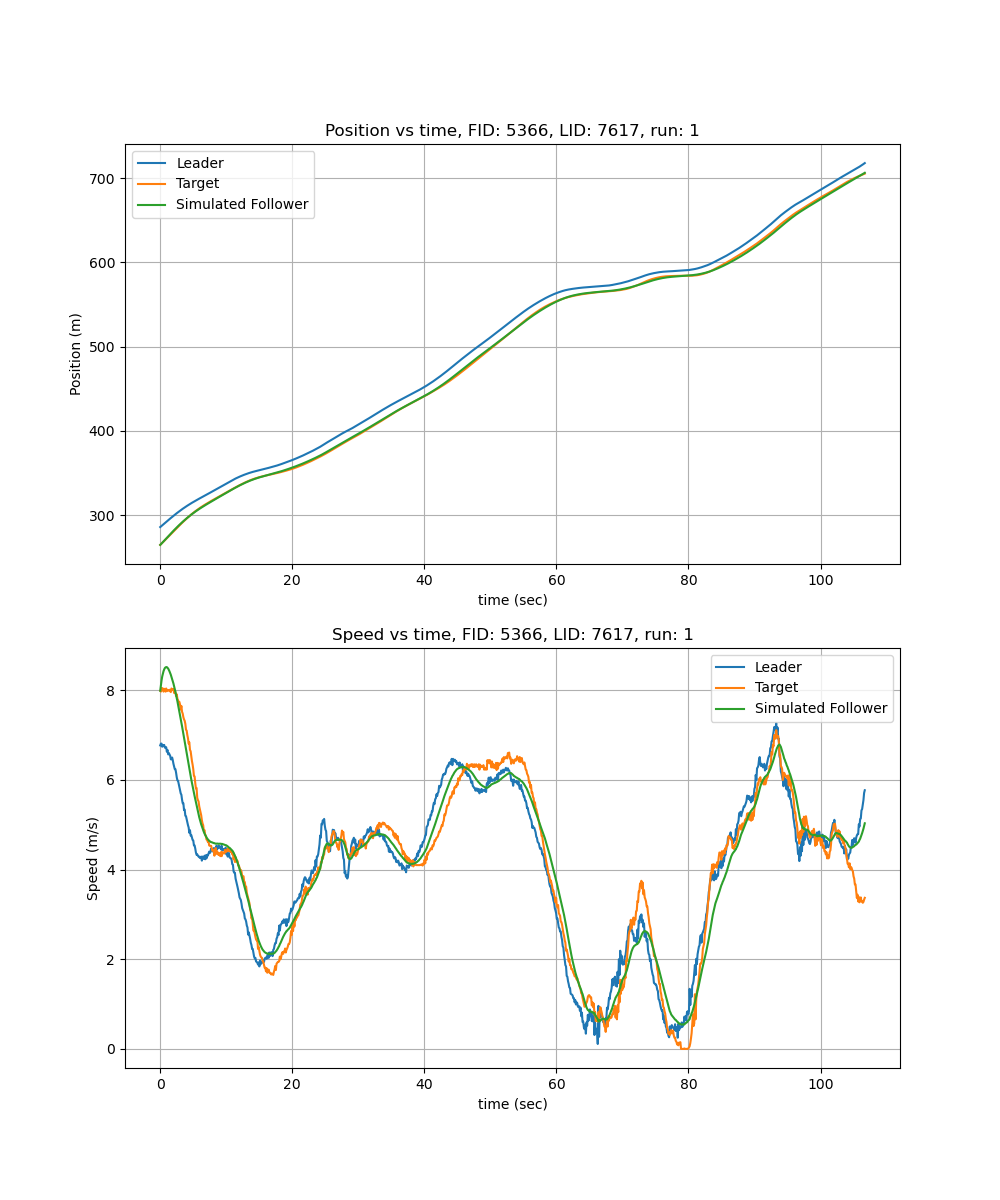 Position vs time, FID: 5366, LID: 7617, run: 1
Leader
Target
Simulated Follower
700
600
500
400
300
Position (m)
0 20 40 60 80 100
time (sec)
Speed vs time, FID: 5366, LID: 7617, run: 1
Leader
Target
Simulated Follower
8
6
4
2
0
Speed (m/s)
0 20 40 60 80 100
time (sec)